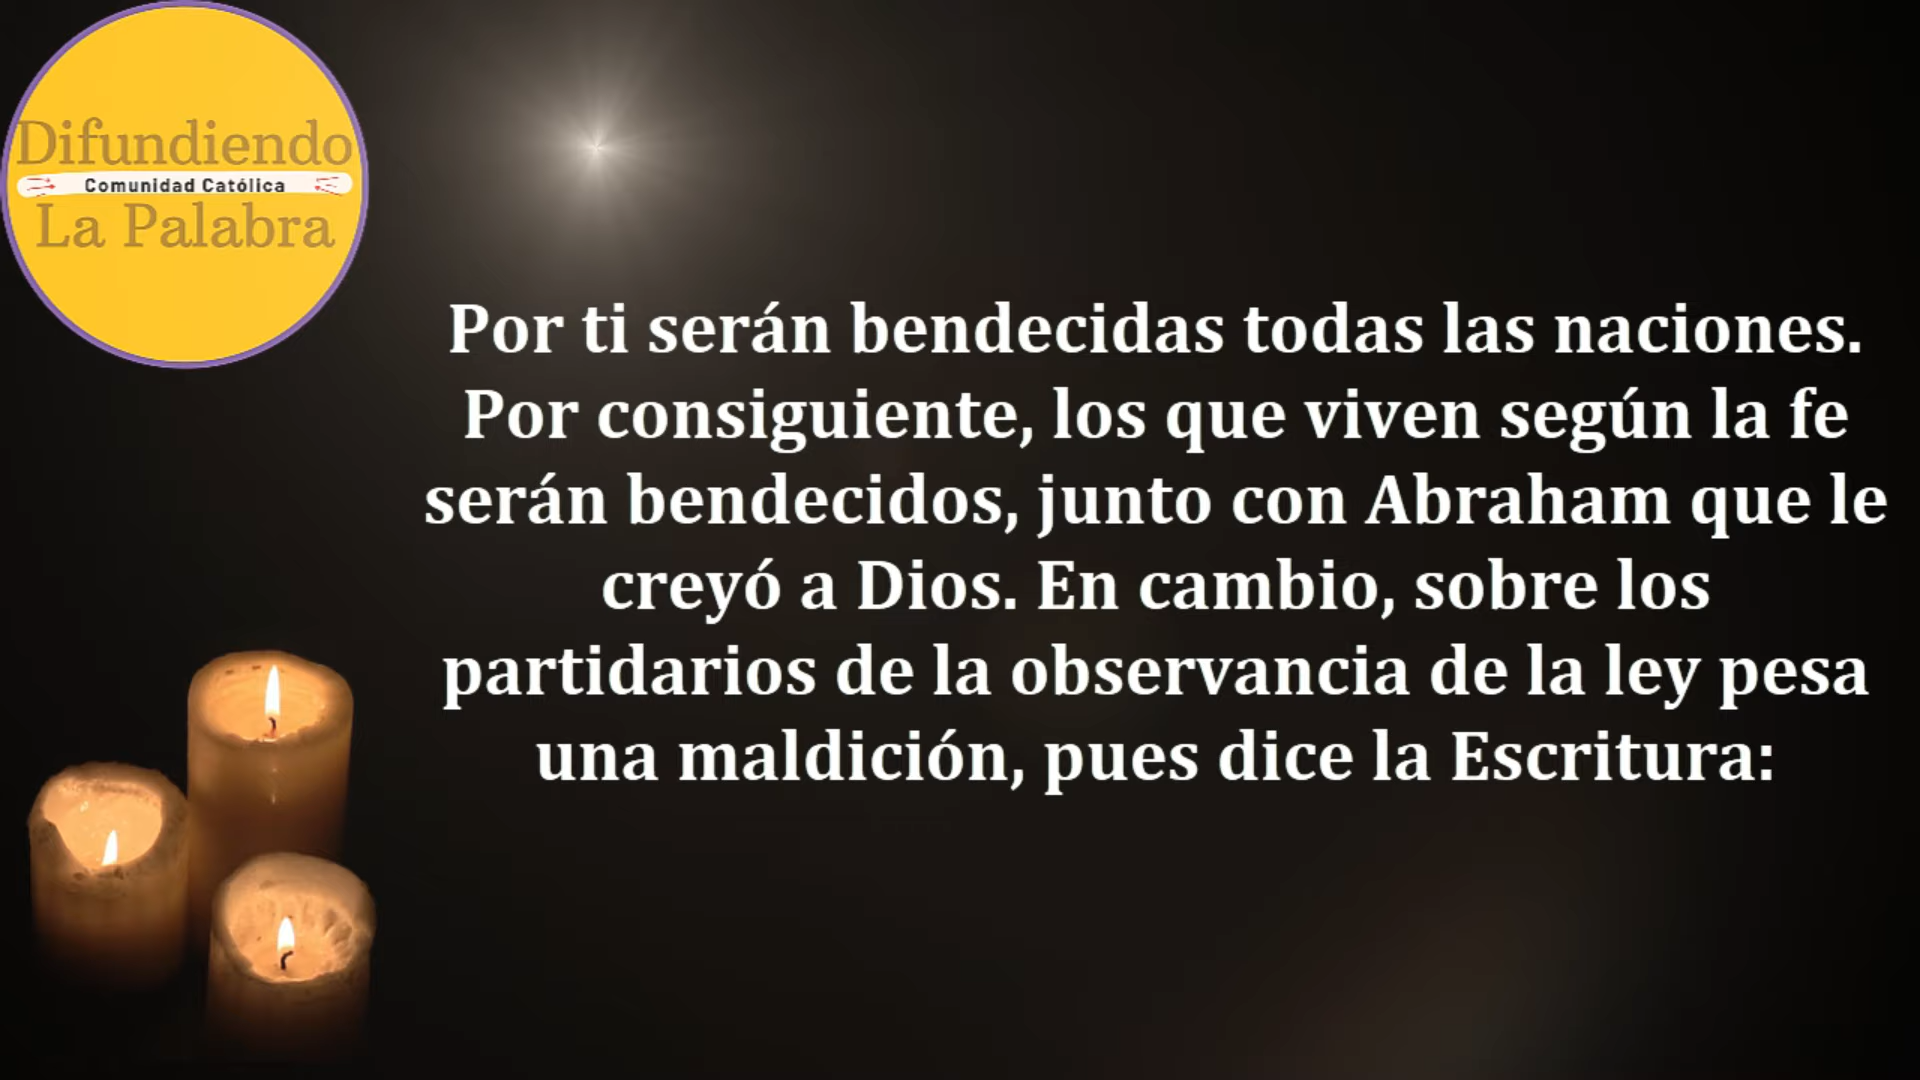 Difundiendo
Comunidad Católica
La Palabra
Por ti serán bendecidas todas las naciones.
Por consiguiente, los que viven según la fe
serán bendecidos, junto con Abraham que le
creyó a Dios. En cambio, sobre los
partidarios de la observancia de la ley pesa
una maldición, pues dice la Escritura: